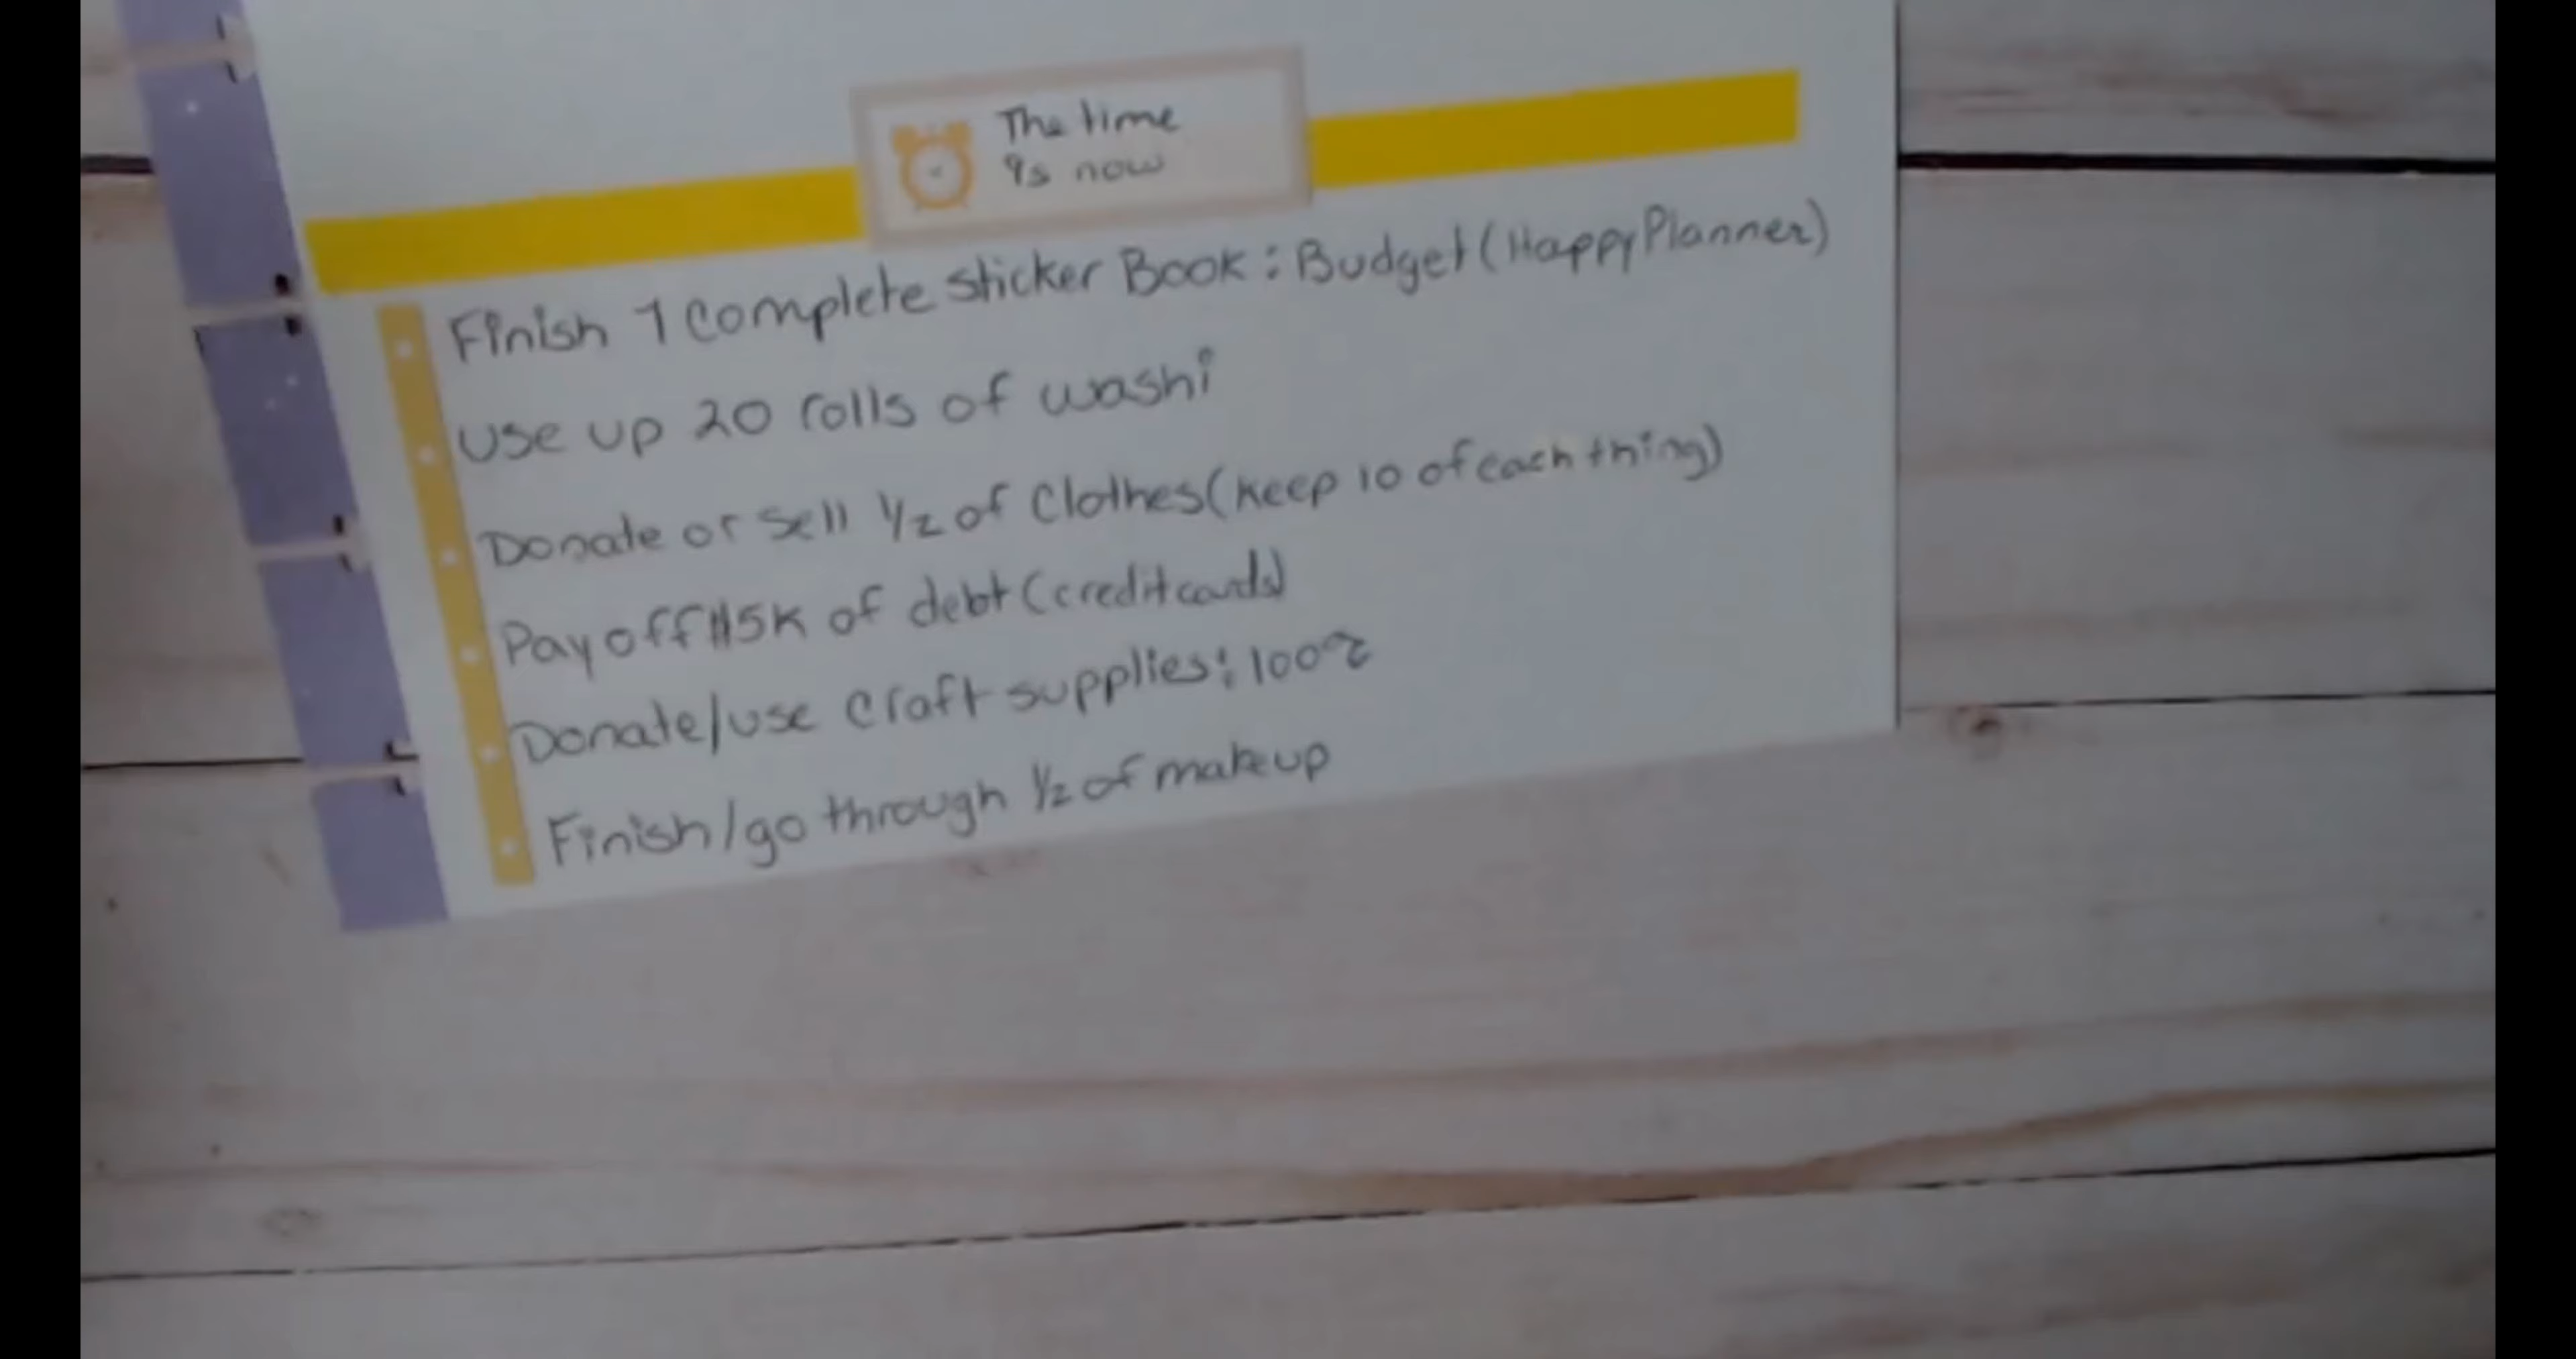 The time
is now
Finish 1 Complete Sticker Book: Budget (Happy Planner)
Use up 20 rolls of washi
Donate or Sell 1/2 of Clothes (keep 10 of each thing)
Pay off of debt (credit cards)
Donate/use Craft supplies: 100%
Finish/go through 1/2 of makeup